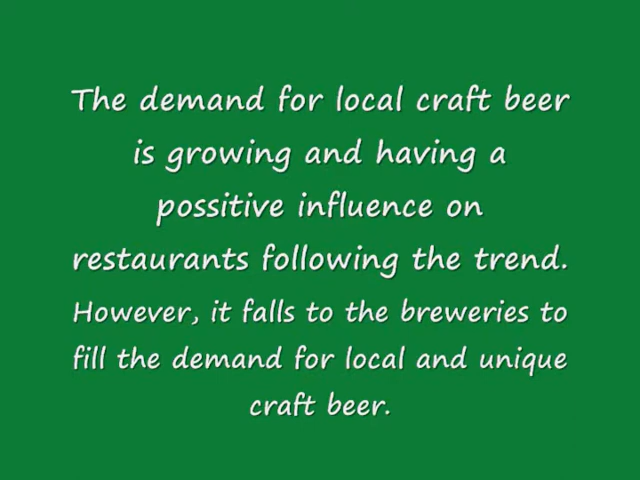 The demand for local craft beer
is growing and having a
possitive influence on
restaurants following the trend.
However, it falls to the breweries to
fill the demand for local and unique
craft beer.